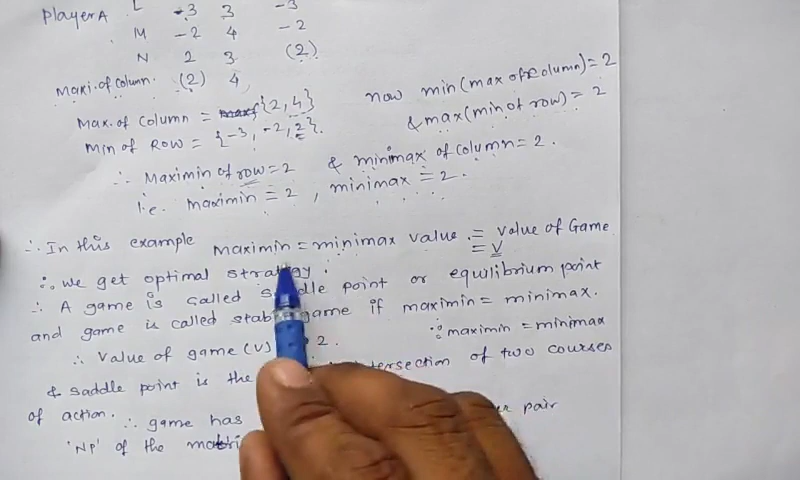 Player A L -3 3 -3
M -2 4 -2
N 2 3 (2)
Maxi. of column. (2) 4
Max. of column = {2, 4} now min(max of column) = 2
Min of Row = {-3, -2, 2}. & max(min of row) = 2
∴ Maximin of row = 2 & minimax of column = 2.
i.e. maximin = 2, minimax = 2.
∴ In this example maximin = minimax value = value of Game
= V
∴ we get optimal strategy.
∴ A game is called saddle point or equilibrium point
and game is called stable game if maximin = minimax.
∴ value of game (v) 2. ∵ maximin = minimax
& saddle point is the intersection of two courses
of action. ∴ game has pair
'NP' of the matri